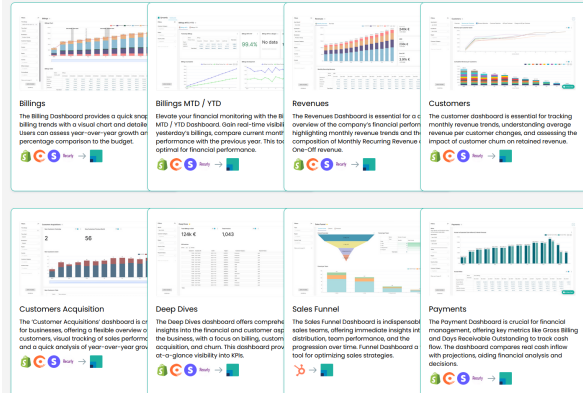 99.4%
No data
Billings
The Billing Dashboard provides a quick snap
billing trends with a visual chart and detaile
Users can assess year-over-year growth an
percentage comparison to the budget.
Recurly
Billings MTD / YTD
Elevate your financial monitoring with the Bi
MTD / YTD Dashboard. Gain real-time visibili
yesterday's billings, compare current month
performance with the previous year. This too
optimal for financial performance.
Recurly
Revenues
The Revenues Dashboard is essential for a c
overview of the company's financial perform
highlighting monthly revenue trends and the
composition of Monthly Recurring Revenue a
One-Off revenue.
Recurly
Customers
The customer dashboard is essential for tracking
monthly revenue trends, understanding average
revenue per customer changes, and assessing the
impact of customer churn on retained revenue.
Recurly
2
56
Customers Acquisition
The 'Customer Acquisitions' dashboard is cr
for businesses, offering a flexible overview o
customers, visual tracking of sales performa
and a quick analysis of year-over-year grow
Recurly
124k €
1,043
Deep Dives
The Deep Dives dashboard offers comprehe
insights into the financial and customer asp
the business, with a focus on billing, custom
acquisition, and churn. This dashboard prov
at-a-glance visibility into KPIs.
Recurly
Sales Funnel
The Sales Funnel Dashboard is indispensabl
sales teams, offering immediate insights int
distribution, team performance, and the
progression over time. Funnel Dashboard a
tool for optimizing sales strategies.
Payments
The Payment Dashboard is crucial for financial
management, offering key metrics like Gross Billing
and Days Receivable Outstanding to track cash
flow. The dashboard compares real cash inflow
with projections, aiding financial analysis and
decisions.
Recurly